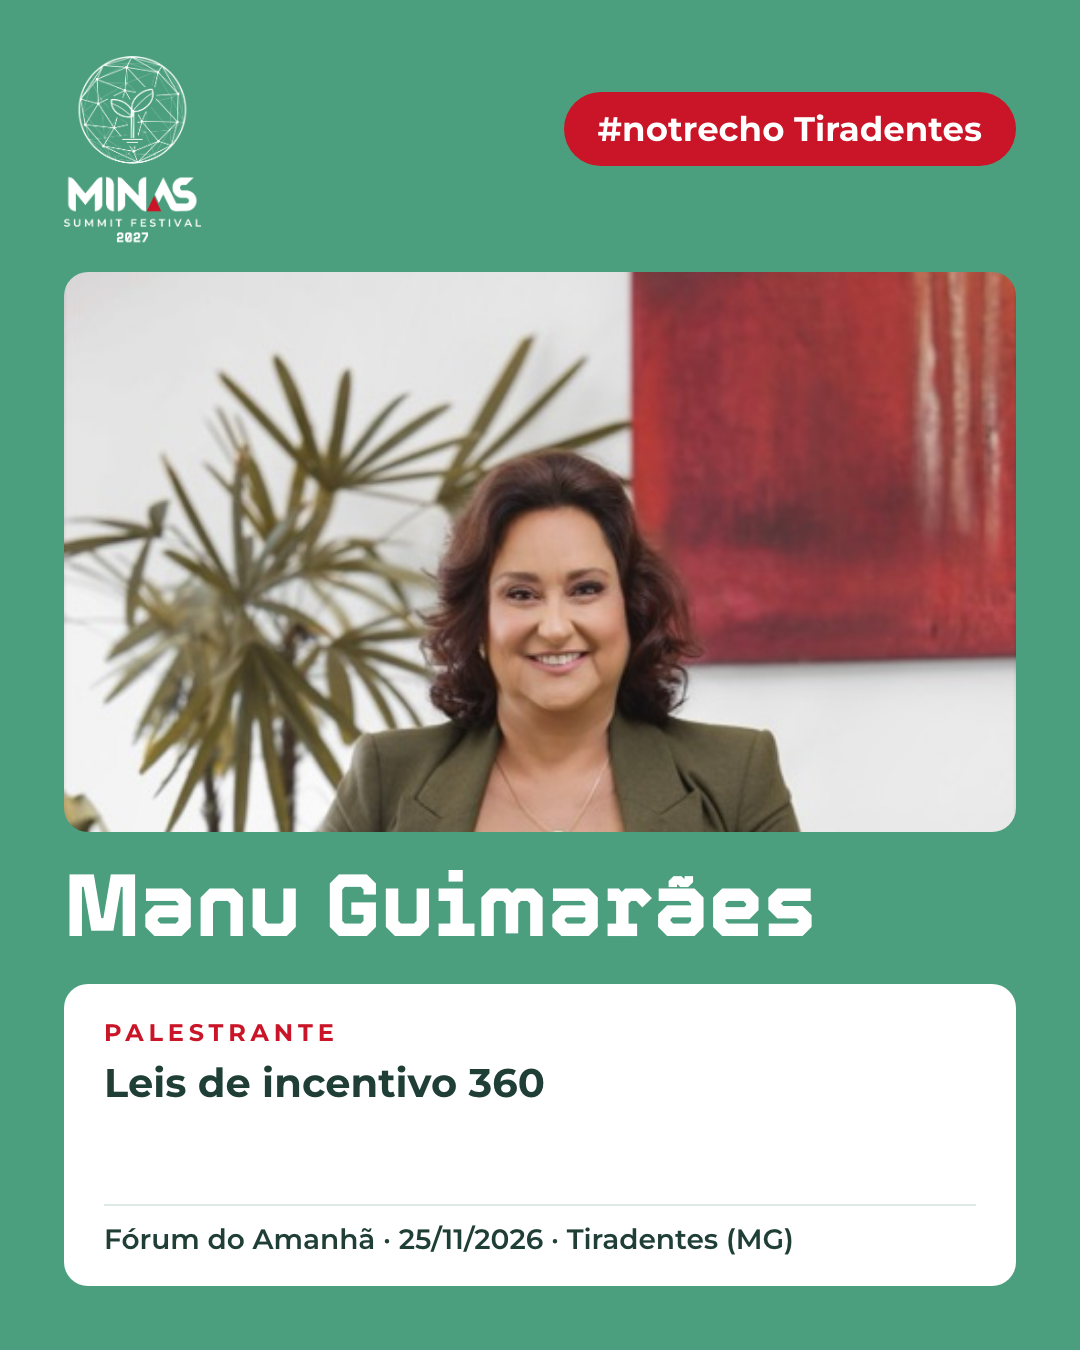 MINAS
SUMMIT FESTIVAL
2027
#notrecho Tiradentes
Manu Guimarães
PALESTRANTE
Leis de incentivo 360
Fórum do Amanhã · 25/11/2026 · Tiradentes (MG)